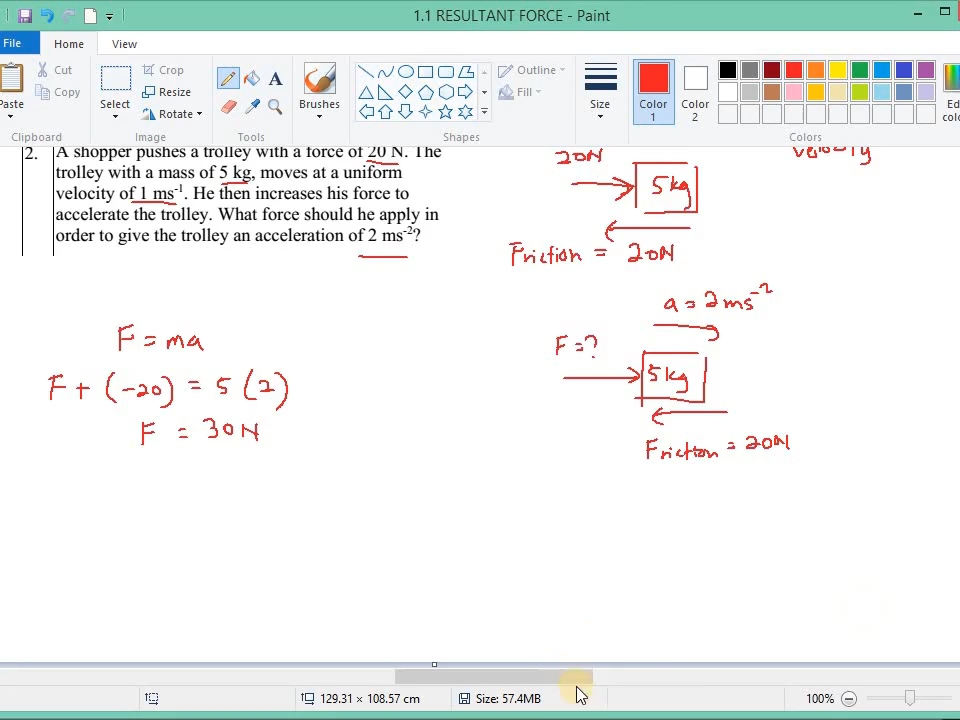 1.1 RESULTANT FORCE - Paint
File
Home
View
Paste
Cut
Copy
Clipboard
Select
Crop
Resize
Rotate
Image
Tools
Brushes
Shapes
Outline
Fill
Size
Color 1
Color 2
Colors
Ed
colo
2.
A shopper pushes a trolley with a force of 20 N. The
trolley with a mass of 5 kg, moves at a uniform
velocity of 1 ms⁻¹. He then increases his force to
accelerate the trolley. What force should he apply in
order to give the trolley an acceleration of 2 ms⁻²?
20N
velocity
5kg
Friction = 20N
a = 2ms⁻²
F = ?
5kg
Friction = 20N
F = ma
F + (-20) = 5 (2)
F = 30N
129.31 × 108.57 cm
Size: 57.4MB
100%